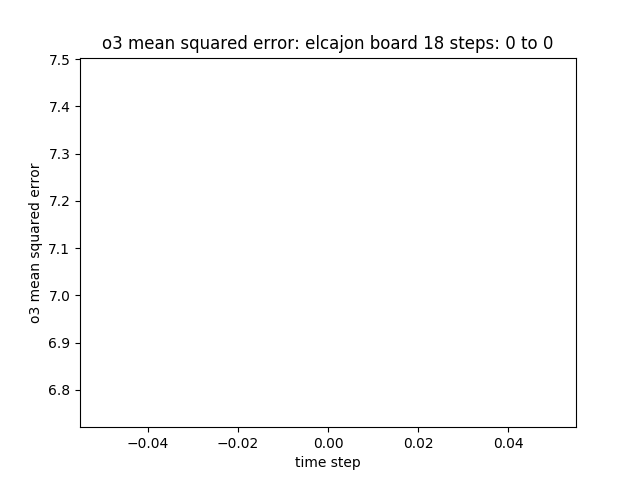 o3 mean squared error: elcajon board 18 steps: 0 to 0
7.5
7.4
7.3
7.2
7.1
7.0
6.9
6.8
o3 mean squared error
−0.04 −0.02 0.00 0.02 0.04
time step